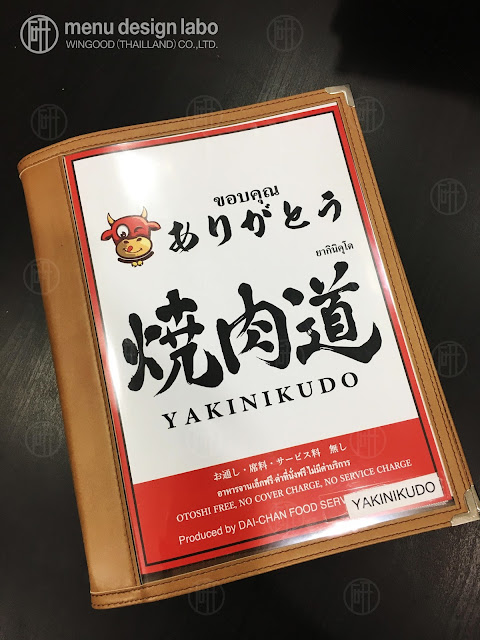 menu design labo
WINGOOD (THAILAND) CO.,LTD.
ขอบคุณ
ありがとう
ยากินิคุโด
焼肉道
YAKINIKUDO
お通し・席料・サービス料 無し
อาหารจานเล็กฟรี ค่าที่นั่งฟรี ไม่มีค่าบริการ
OTOSHI FREE, NO COVER CHARGE, NO SERVICE CHARGE
Produced by DAI-CHAN FOOD
YAKINIKUDO